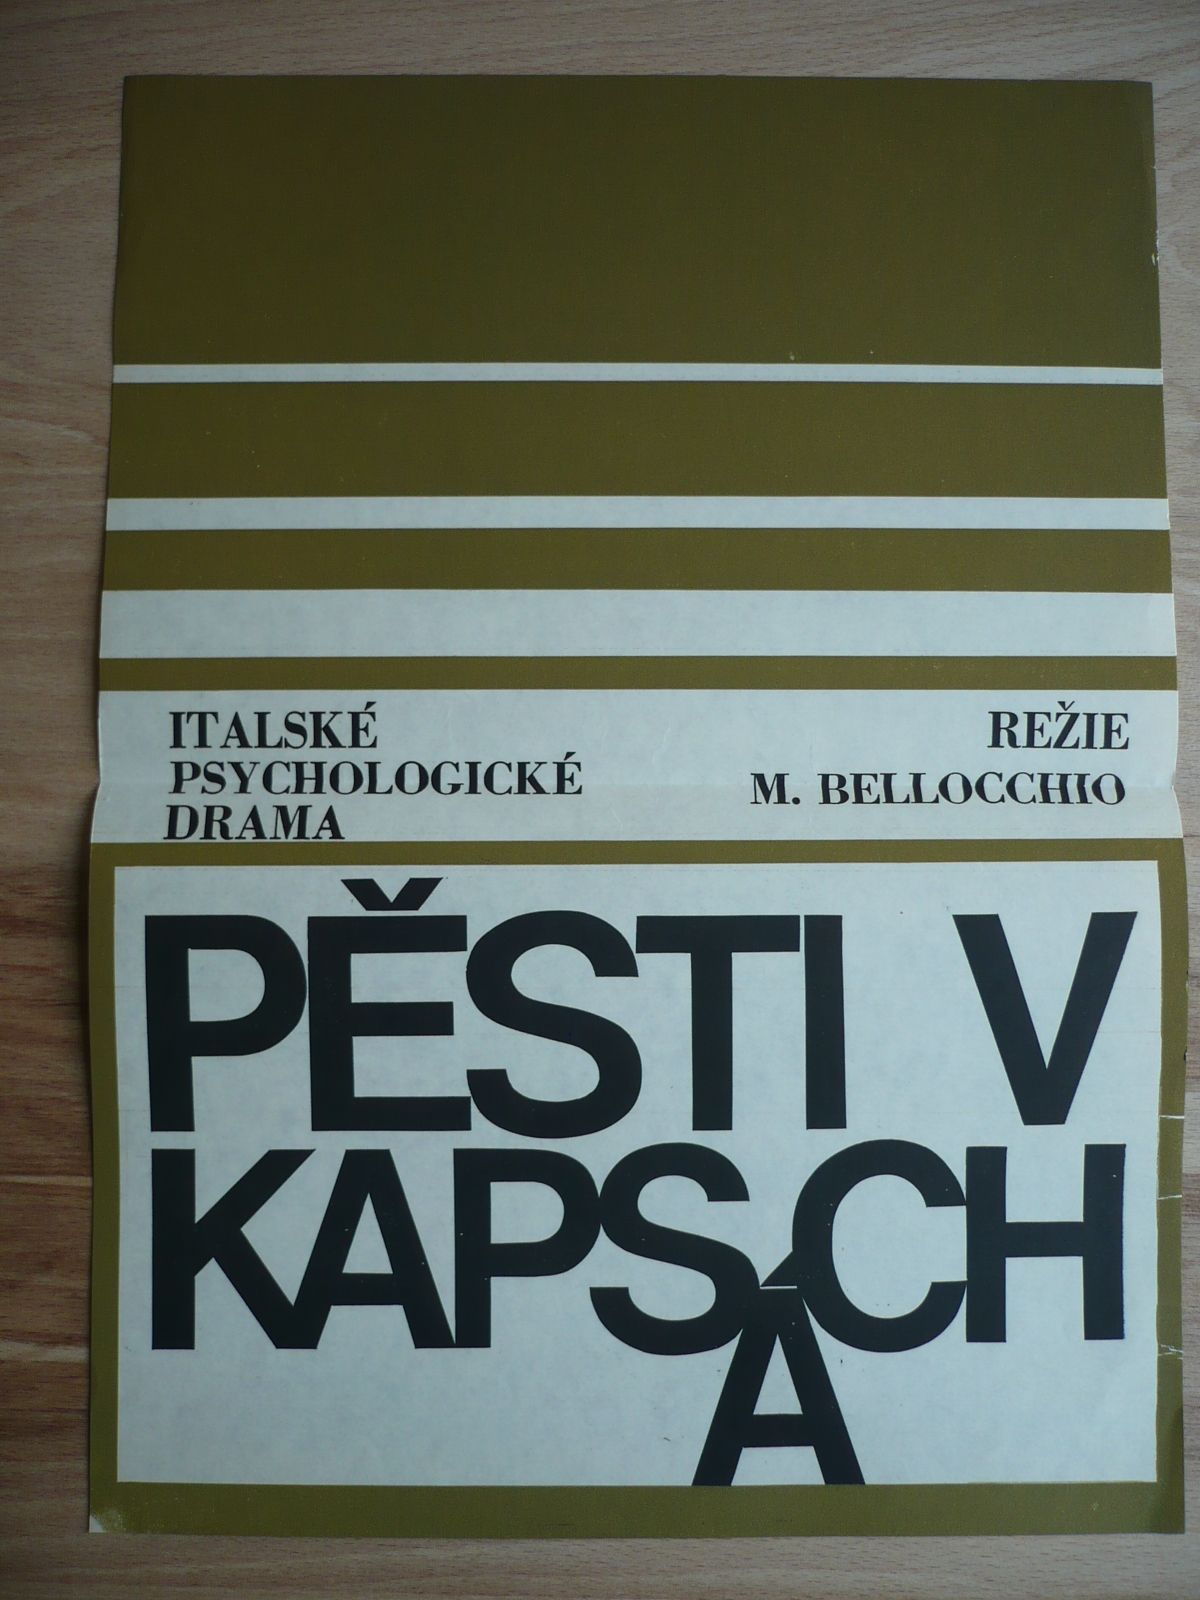 ITALSKÉ
PSYCHOLOGICKÉ
DRAMA
REŽIE
M. BELLOCCHIO
PĚSTI V
KAPSÁCH